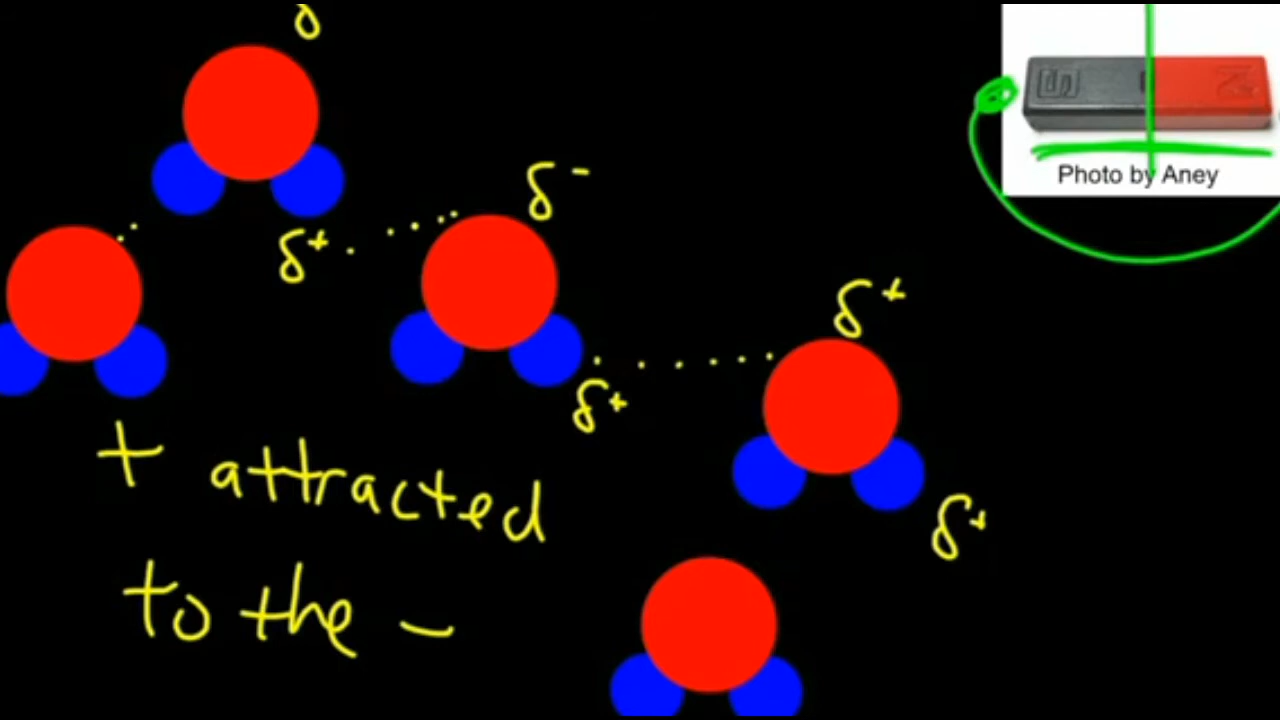 δ
S
N
Photo by Aney
δ-
δ+
δ+
δ+
δ+
+ attracted
to the -